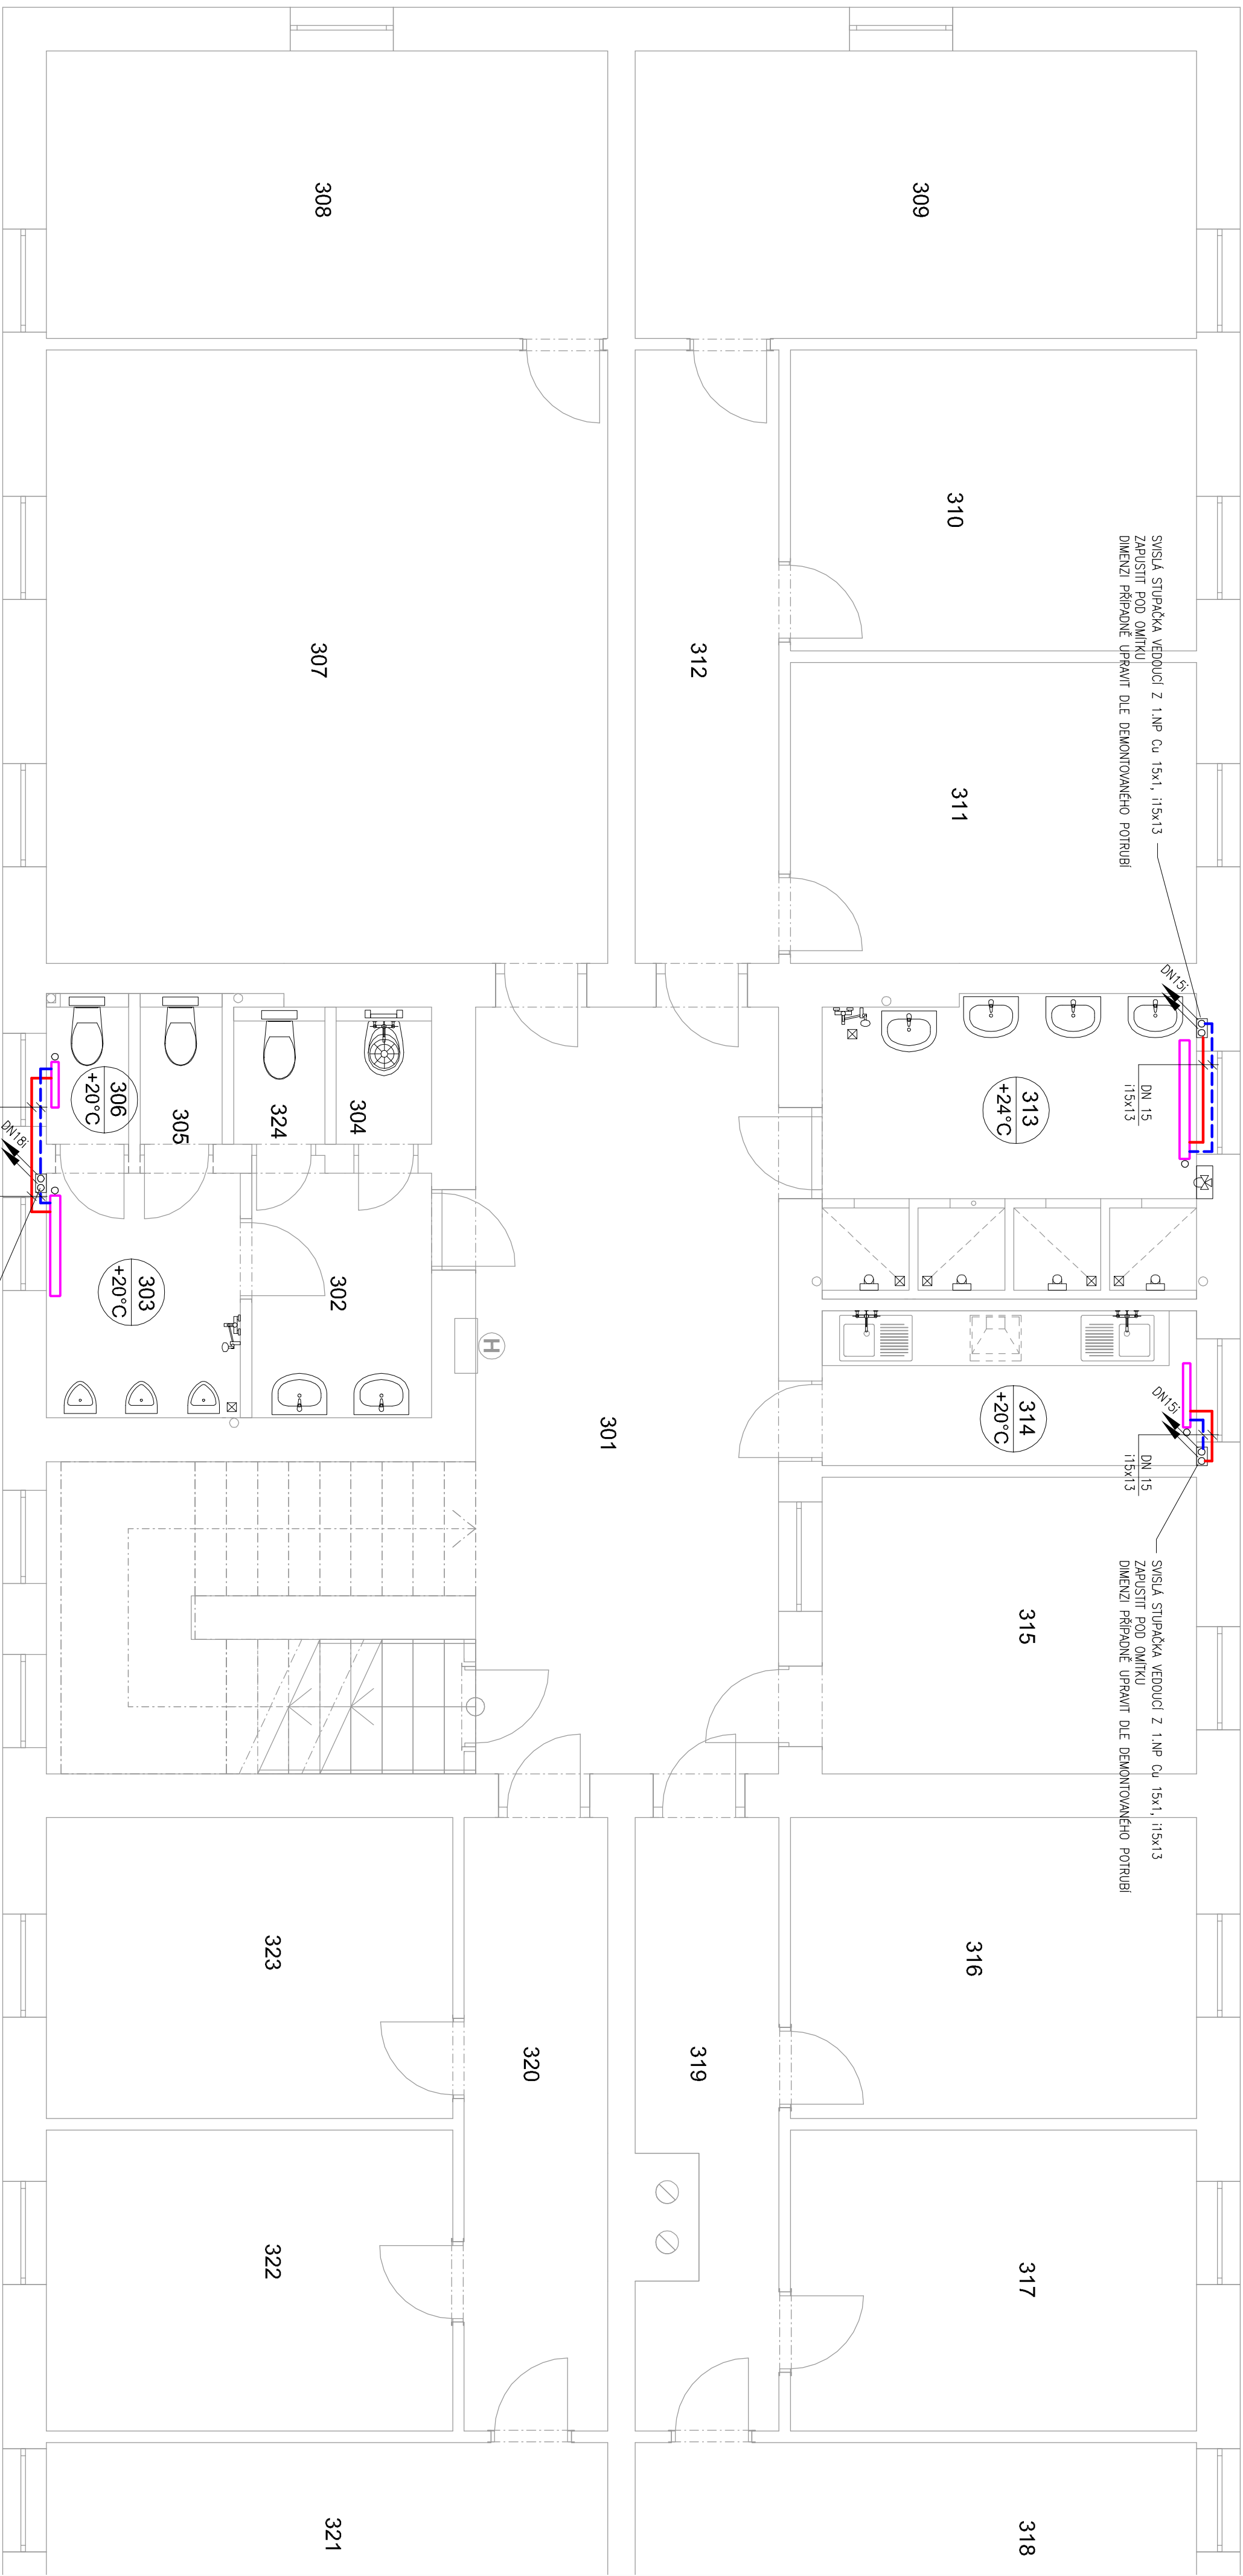 309
310
311
308
312
307
SVISLÁ STUPAČKA VEDOUCÍ Z 1.NP Cu 15x1, i15x13
ZAPUSTIT POD OMÍTKU
DIMENZI PŘÍPADNĚ UPRAVIT DLE DEMONTOVANÉHO POTRUBÍ
DN15i
DN 15
i15x13
313
+24°C
DN15i
DN 15
i15x13
314
+20°C
SVISLÁ STUPAČKA VEDOUCÍ Z 1.NP Cu 15x1, i15x13
ZAPUSTIT POD OMÍTKU
DIMENZI PŘÍPADNĚ UPRAVIT DLE DEMONTOVANÉHO POTRUBÍ
315
316
317
318
301
H
304
324
305
306
+20°C
DN18i
302
303
+20°C
319
320
323
322
321